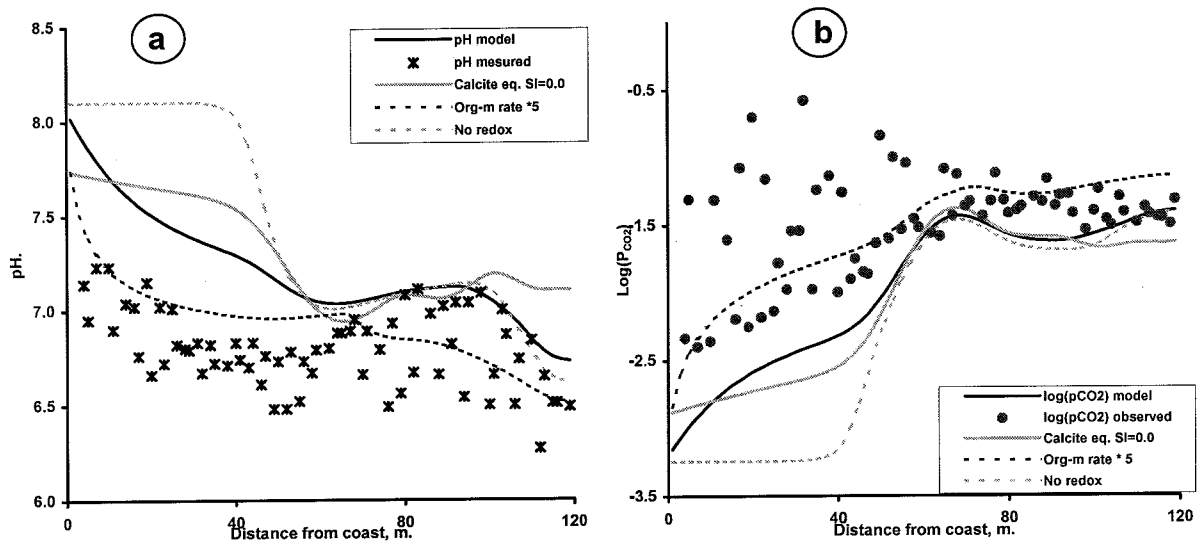 a
8.5
8.0
7.5
7.0
6.5
6.0
pH.
0
40
80
120
Distance from coast, m.
pH model
pH mesured
Calcite eq. SI=0.0
Org-m rate *5
No redox
b
-0.5
-1.5
-2.5
-3.5
Log(PCO2)
0
40
80
120
Distance from coast, m.
log(pCO2) model
log(pCO2) observed
Calcite eq. SI=0.0
Org-m rate * 5
No redox